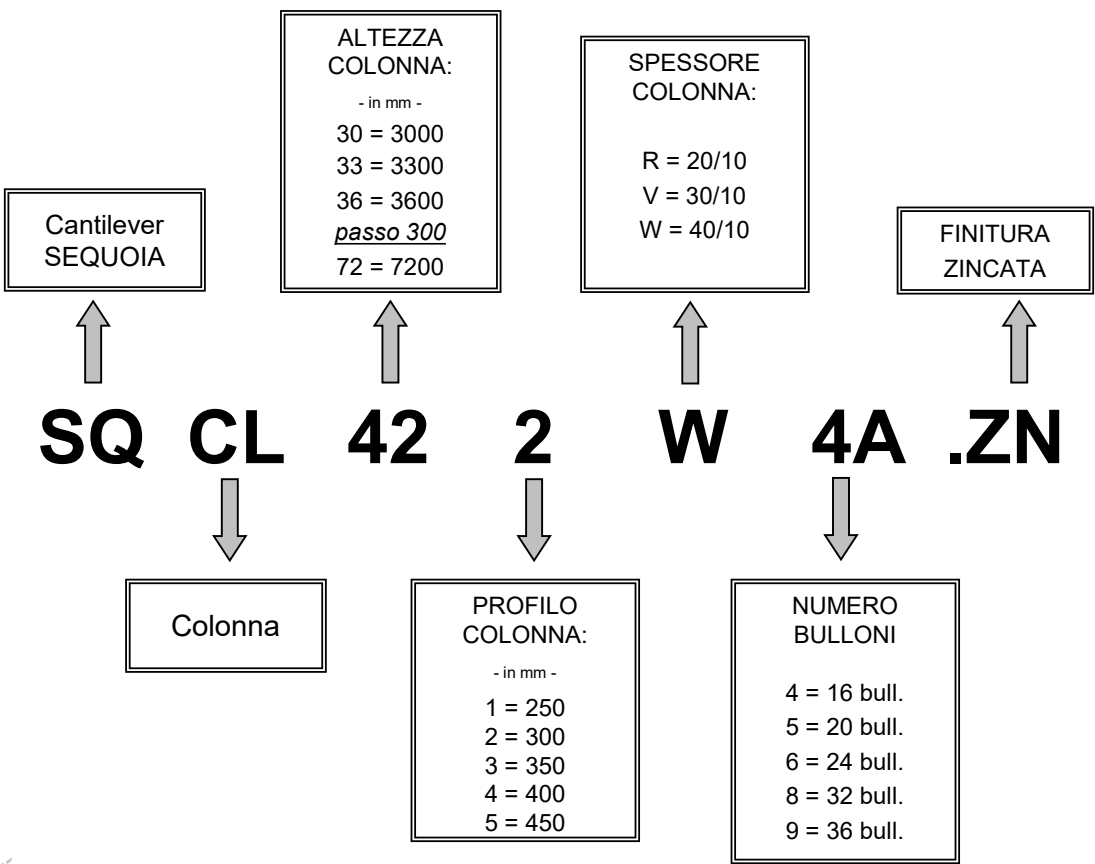 ALTEZZA
COLONNA:
- in mm -
30 = 3000
33 = 3300
36 = 3600
passo 300
72 = 7200
SPESSORE
COLONNA:
R = 20/10
V = 30/10
W = 40/10
Cantilever
SEQUOIA
FINITURA
ZINCATA
SQ CL 42 2 W 4A .ZN
Colonna
PROFILO
COLONNA:
- in mm -
1 = 250
2 = 300
3 = 350
4 = 400
5 = 450
NUMERO
BULLONI
4 = 16 bull.
5 = 20 bull.
6 = 24 bull.
8 = 32 bull.
9 = 36 bull.